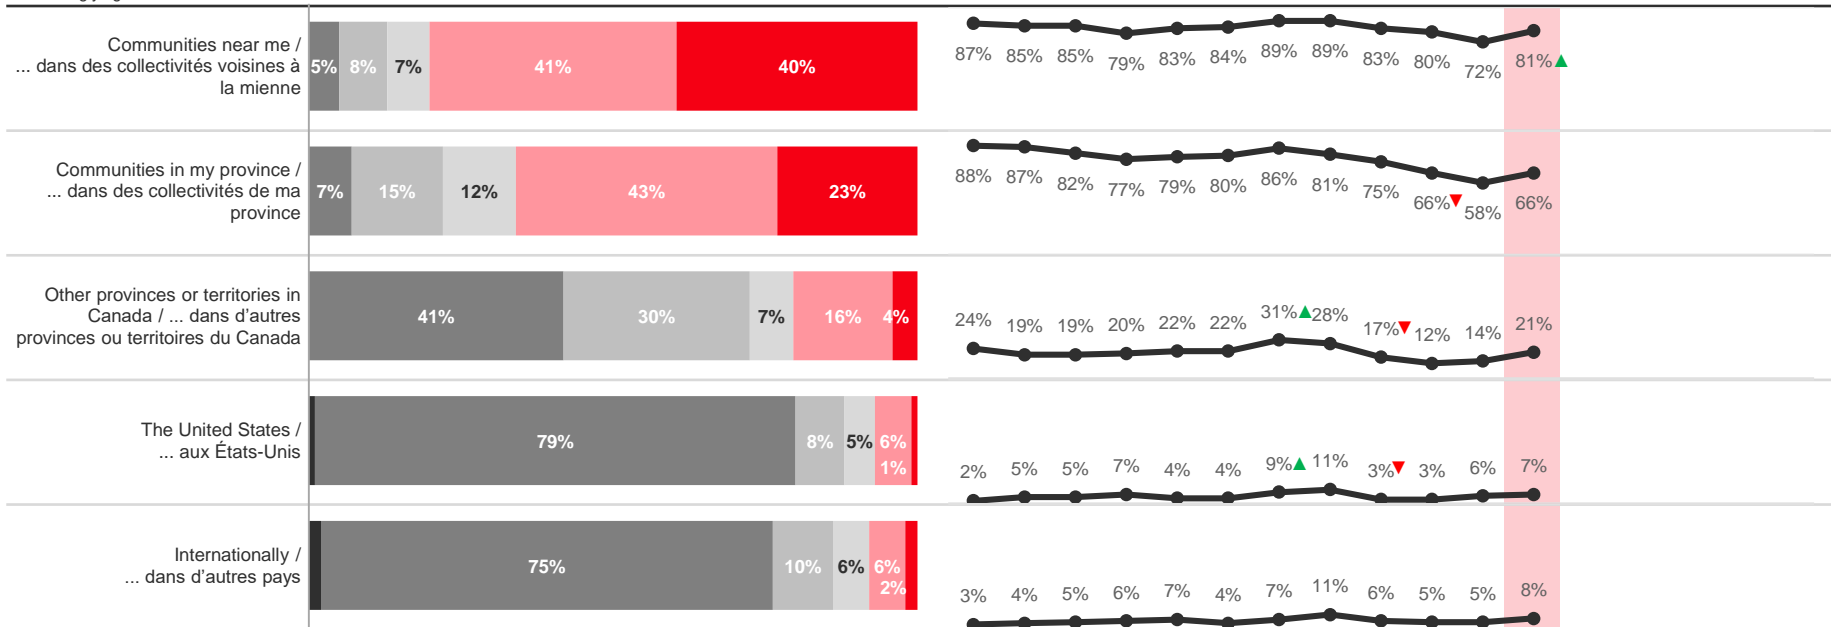 Communities near me /
... dans des collectivités voisines à
la mienne
5% 8% 7% 41% 40%
87% 85% 85% 79% 83% 84% 89% 89% 83% 80% 72% 81%
Communities in my province /
... dans des collectivités de ma
province
7% 15% 12% 43% 23%
88% 87% 82% 77% 79% 80% 86% 81% 75% 66% 58% 66%
Other provinces or territories in
Canada / ... dans d'autres
provinces ou territoires du Canada
41% 30% 7% 16% 4%
24% 19% 19% 20% 22% 22% 31% 28% 17% 12% 14% 21%
The United States /
... aux États-Unis
79% 8% 5% 6%
1%
2% 5% 5% 7% 4% 4% 9% 11% 3% 3% 6% 7%
Internationally /
... dans d'autres pays
75% 10% 6% 6%
2%
3% 4% 5% 6% 7% 4% 7% 11% 6% 5% 5% 8%